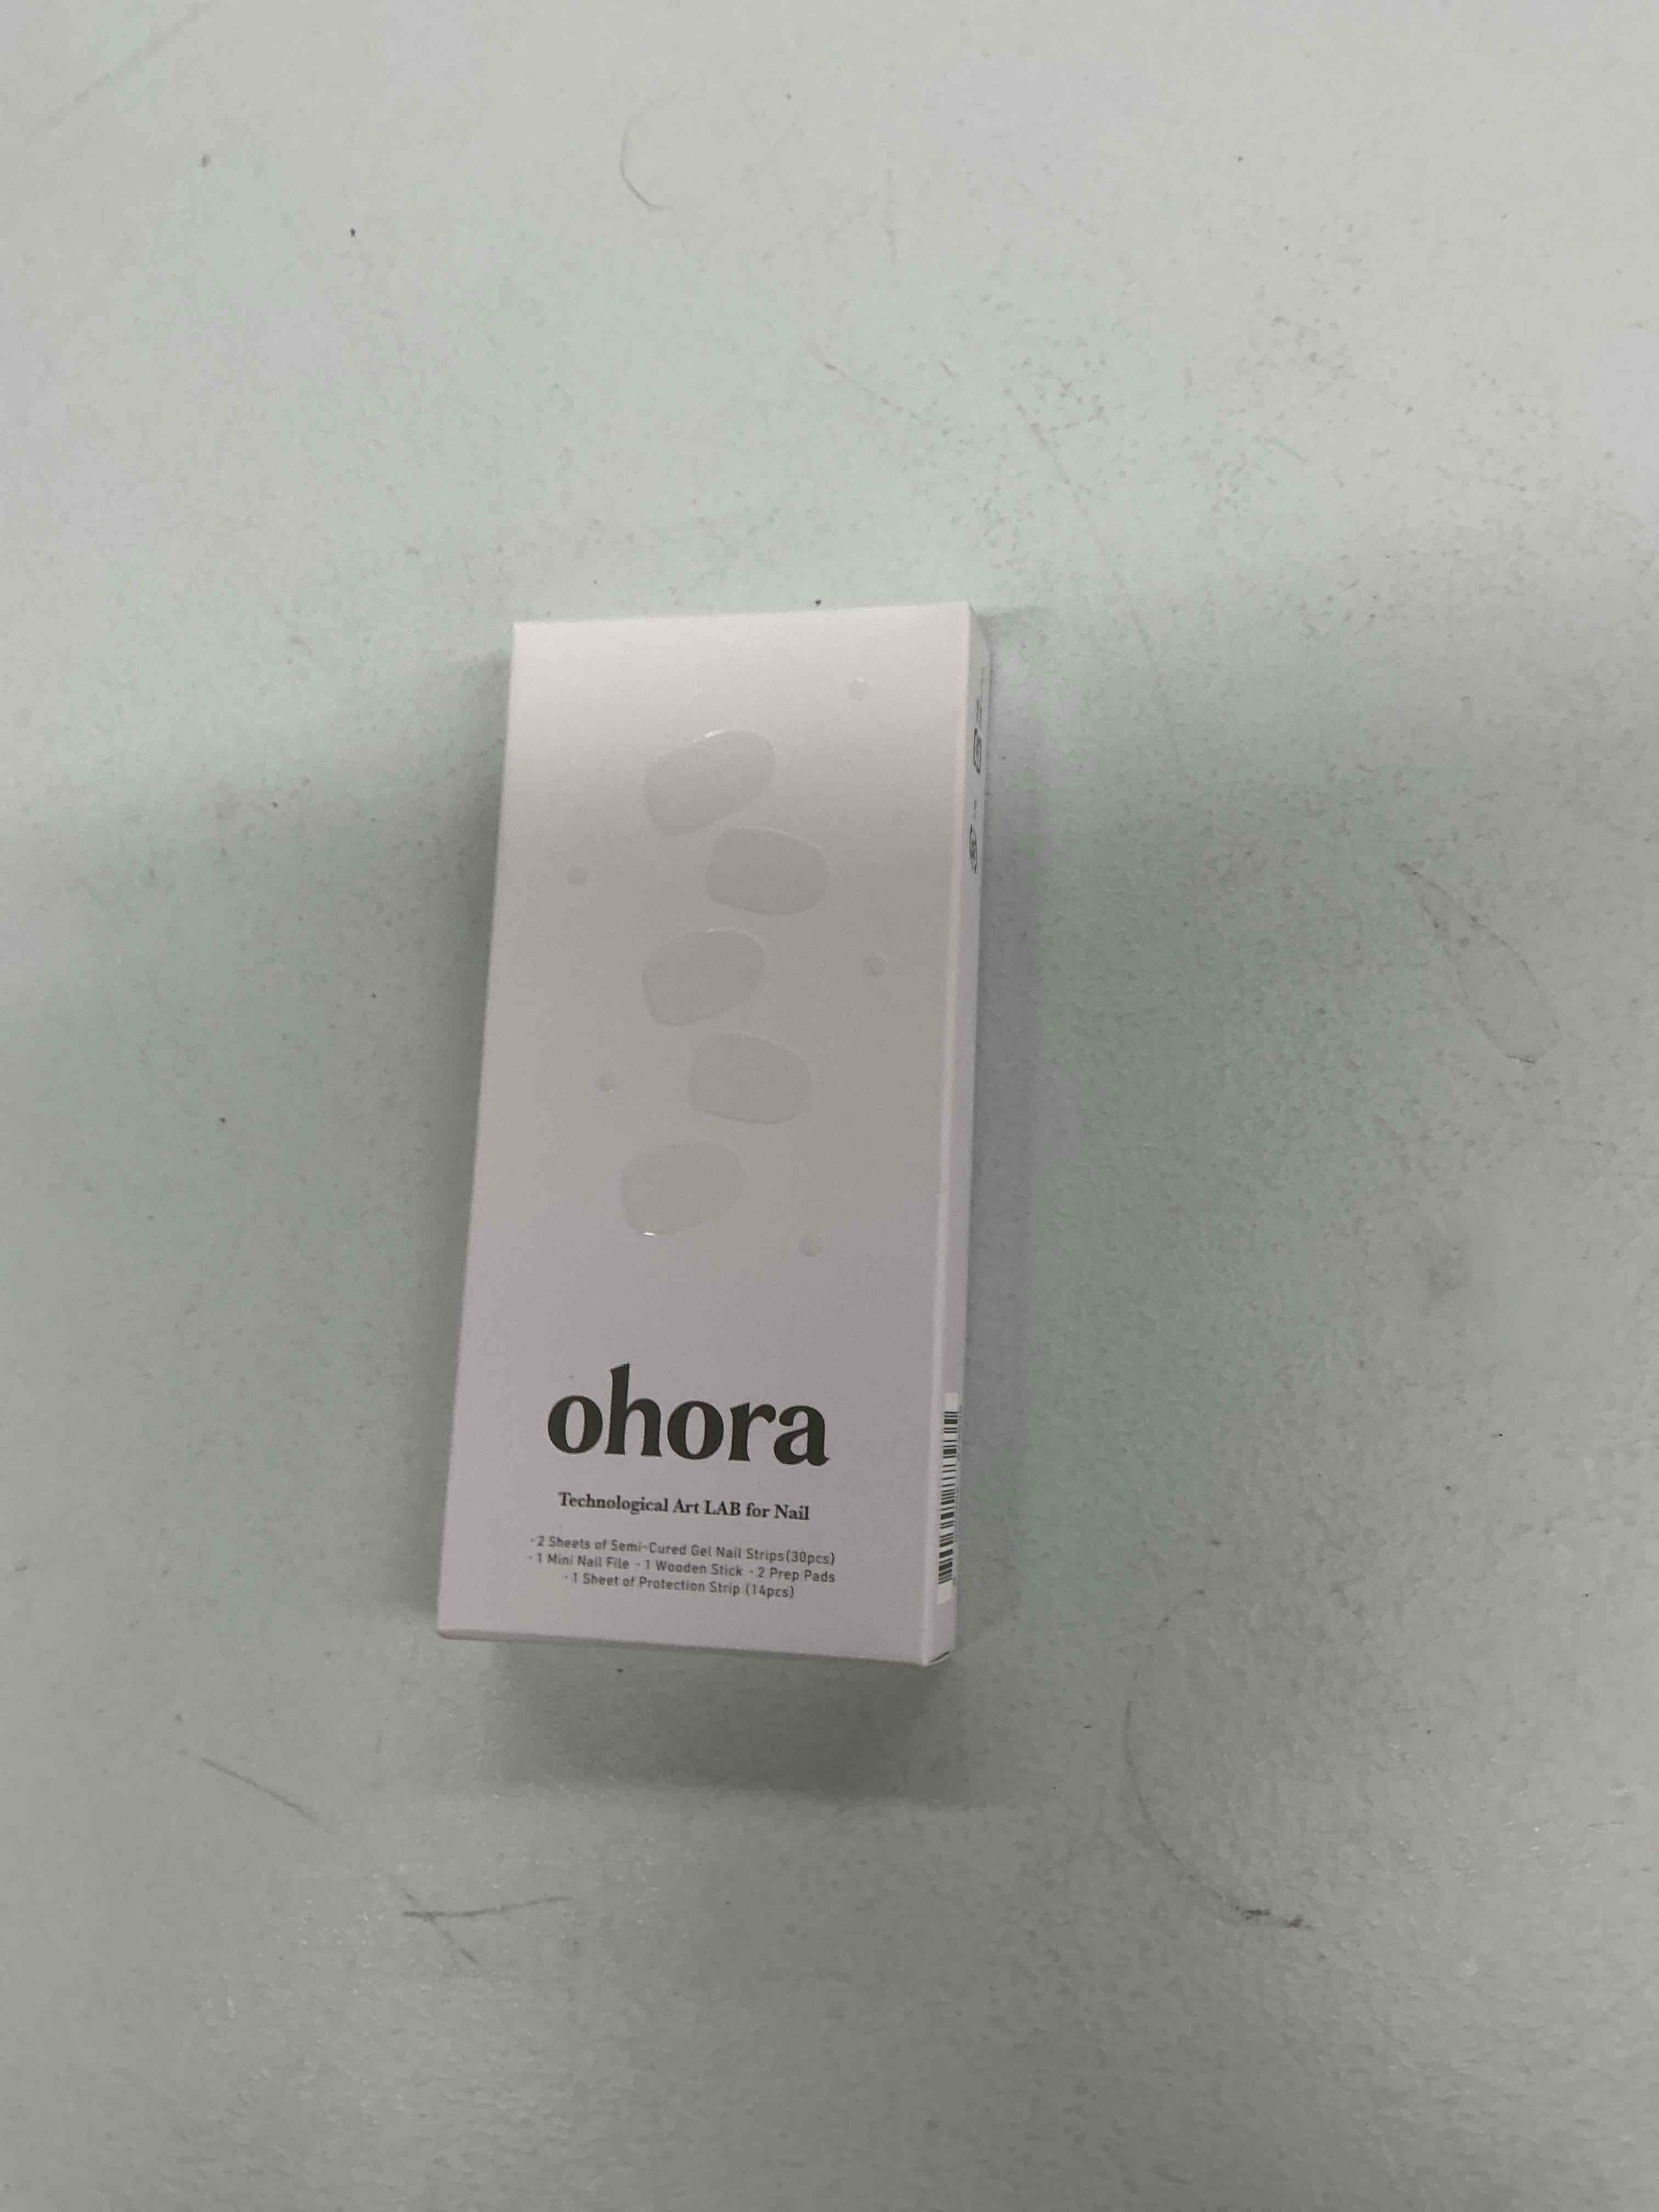 ohora
Technological Art LAB for Nail
· 2 Sheets of Semi-Cured Gel Nail Strips(30pcs)
· 1 Mini Nail File · 1 Wooden Stick · 2 Prep Pads
· 1 Sheet of Protection Strip (14pcs)